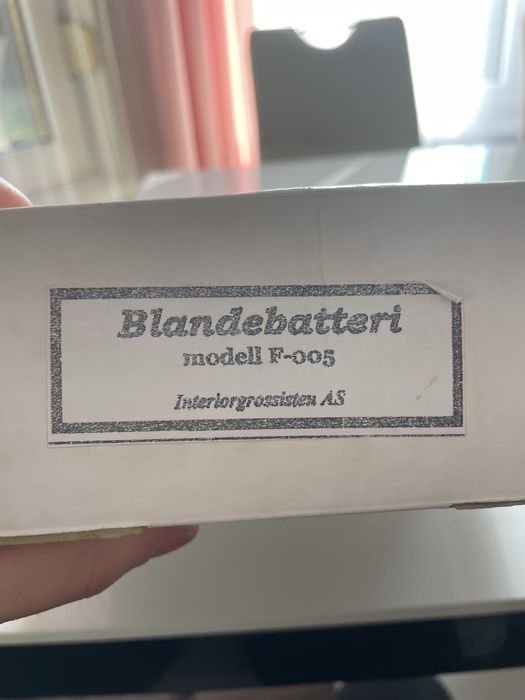 Blandebatteri
modell F-005
Interiorgrossisten AS